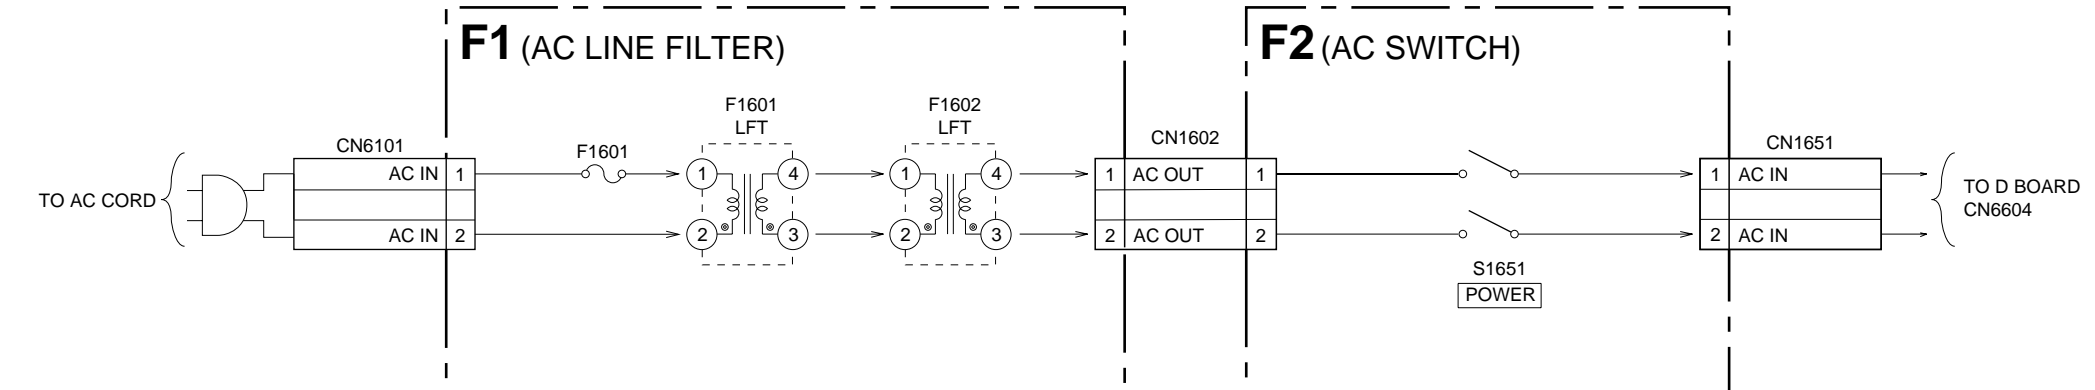 F1 (AC LINE FILTER)
F2 (AC SWITCH)
F1601
LFT
F1602
LFT
CN6101
F1601
CN1602
CN1651
AC IN 1
1
4
1
4
1 AC OUT 1
1 AC IN
TO AC CORD
TO D BOARD
CN6604
AC IN 2
2
3
2
3
2 AC OUT 2
2 AC IN
S1651
POWER